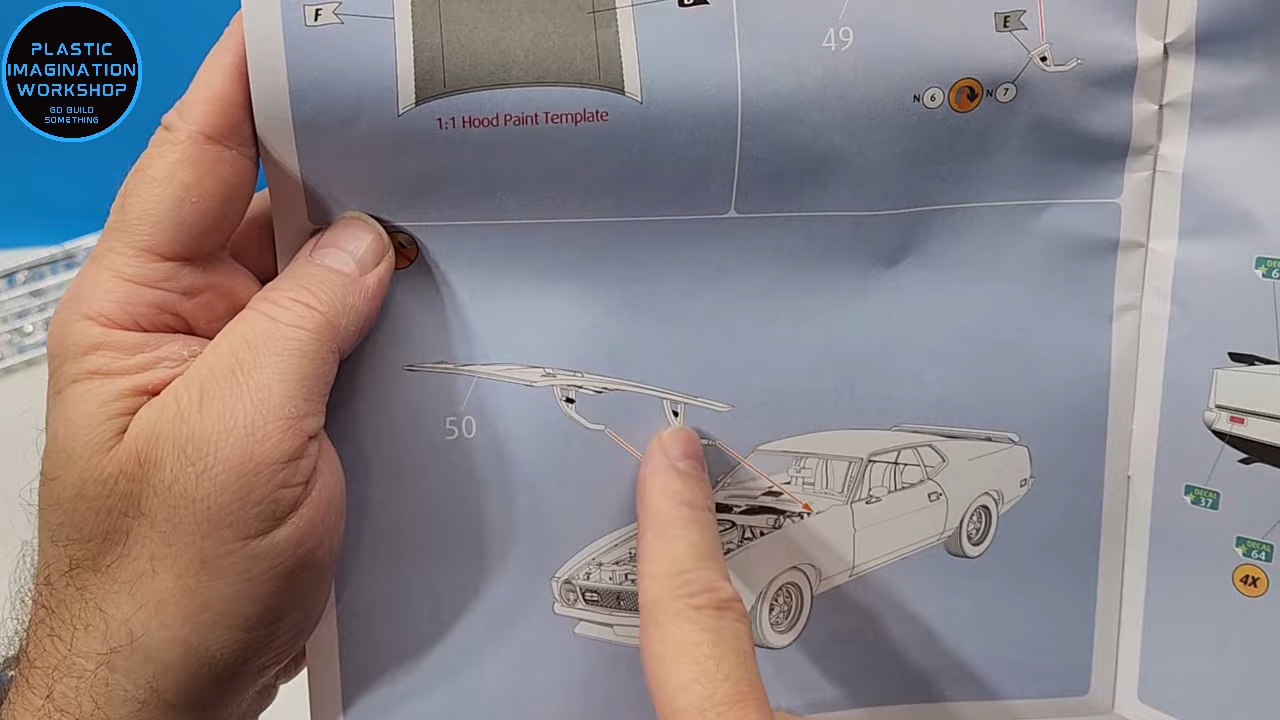 PLASTIC
IMAGINATION
WORKSHOP
GO BUILD
SOMETHING
F
1:1 Hood Paint Template
49
E
N 6
N 7
50
DECAL
37
DECAL
64
4X